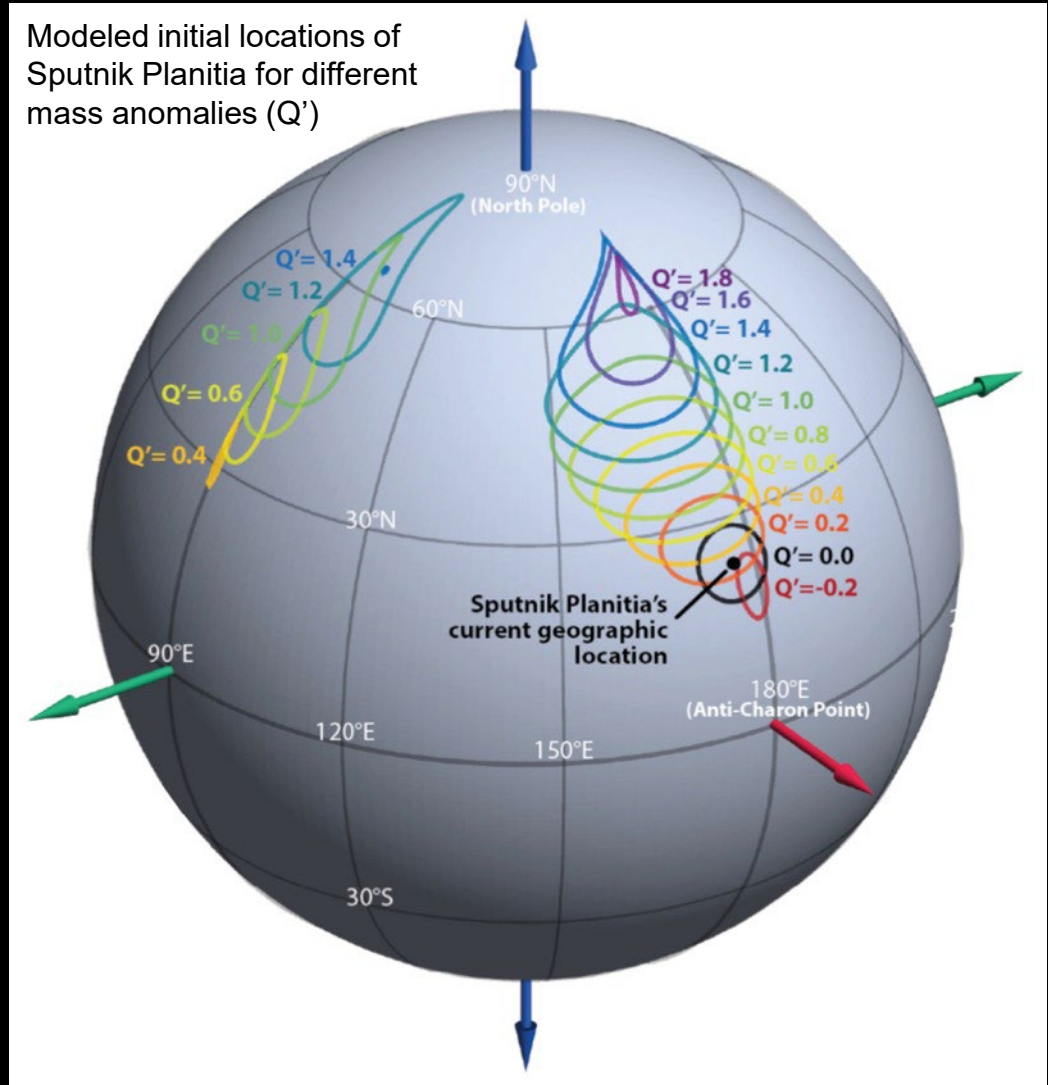 Modeled initial locations of
Sputnik Planitia for different
mass anomalies (Q’)
90°N
(North Pole)
Q’= 1.4
Q’= 1.2
Q’= 1.0
Q’= 0.6
Q’= 0.4
60°N
30°N
Q’= 1.8
Q’= 1.6
Q’= 1.4
Q’= 1.2
Q’= 1.0
Q’= 0.8
Q’= 0.6
Q’= 0.4
Q’= 0.2
Q’= 0.0
Q’=-0.2
Sputnik Planitia’s
current geographic
location
90°E
120°E
150°E
180°E
(Anti-Charon Point)
30°S